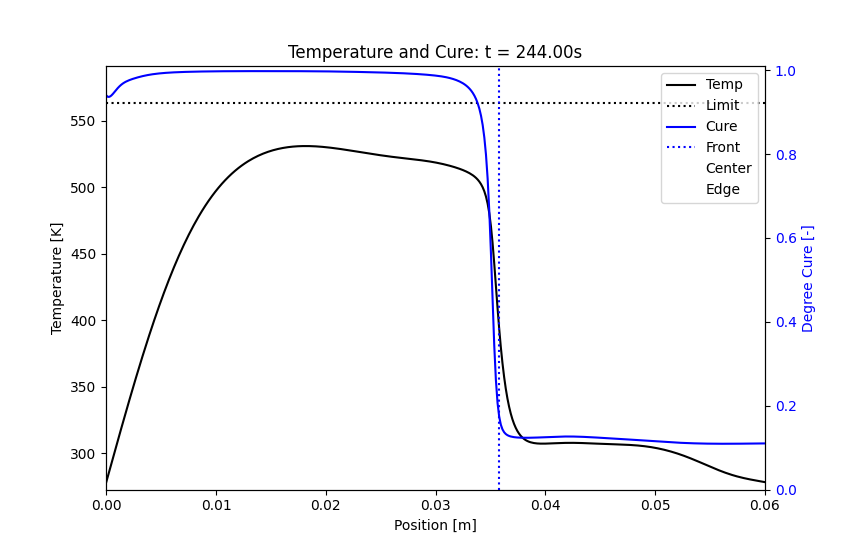 Temperature and Cure: t = 244.00s
Temperature [K]
550
500
450
400
350
300
0.00
0.01
0.02
0.03
0.04
0.05
0.06
Position [m]
1.0
0.8
0.6
0.4
0.2
0.0
Degree Cure [-]
Temp
Limit
Cure
Front
Center
Edge